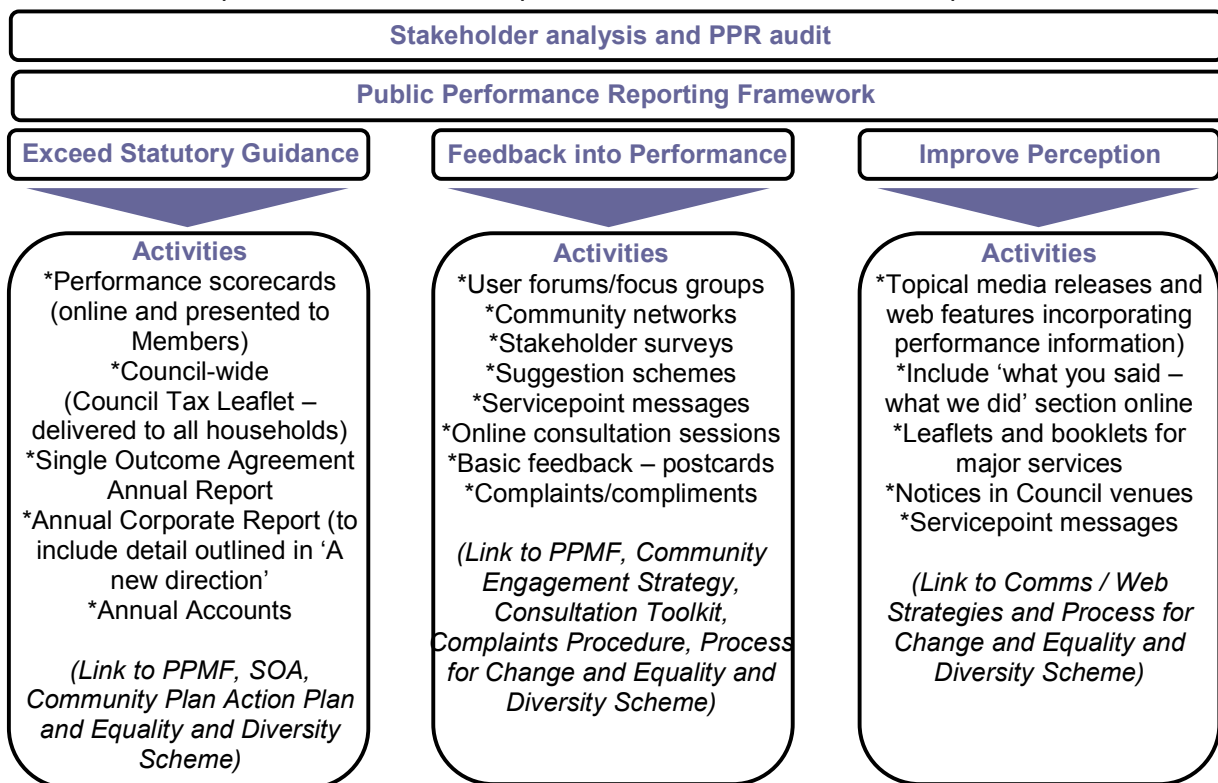 Stakeholder analysis and PPR audit
Public Performance Reporting Framework
Exceed Statutory Guidance
Feedback into Performance
Improve Perception
Activities
*Performance scorecards
(online and presented to
Members)
*Council-wide
(Council Tax Leaflet –
delivered to all households)
*Single Outcome Agreement
Annual Report
*Annual Corporate Report (to
include detail outlined in ‘A
new direction’
*Annual Accounts
(Link to PPMF, SOA,
Community Plan Action Plan
and Equality and Diversity
Scheme)
Activities
*User forums/focus groups
*Community networks
*Stakeholder surveys
*Suggestion schemes
*Servicepoint messages
*Online consultation sessions
*Basic feedback – postcards
*Complaints/compliments
(Link to PPMF, Community
Engagement Strategy,
Consultation Toolkit,
Complaints Procedure, Process
for Change and Equality and
Diversity Scheme)
Activities
*Topical media releases and
web features incorporating
performance information)
*Include ‘what you said –
what we did’ section online
*Leaflets and booklets for
major services
*Notices in Council venues
*Servicepoint messages
(Link to Comms / Web
Strategies and Process for
Change and Equality and
Diversity Scheme)